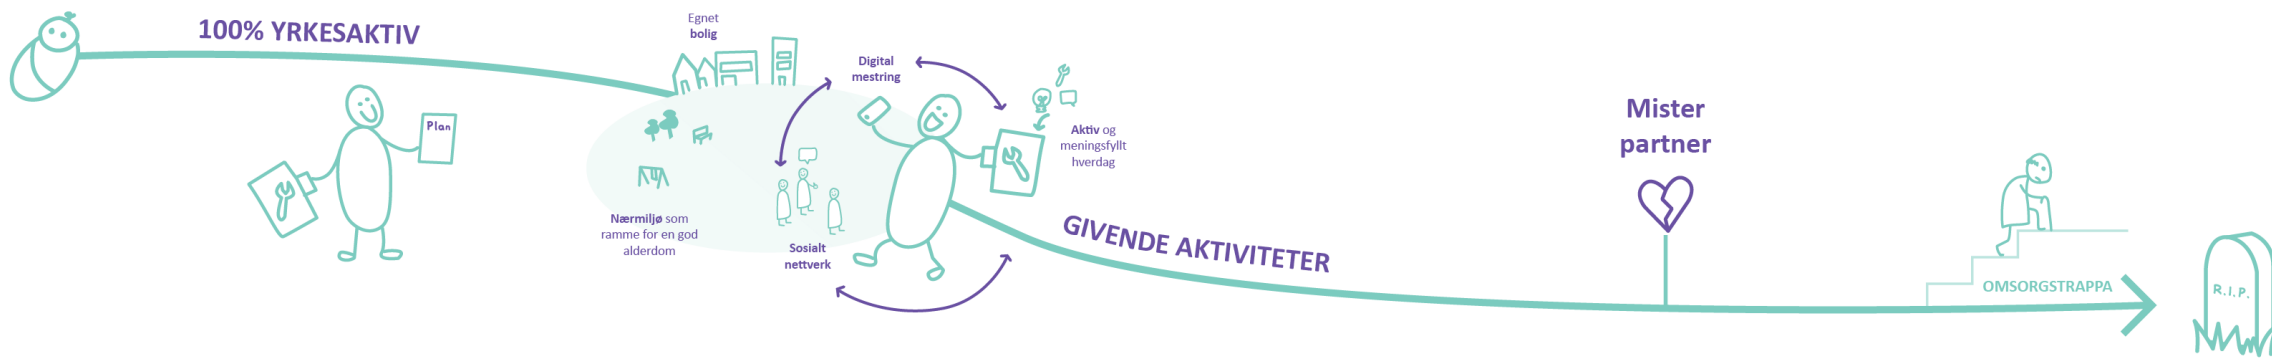 100% YRKESAKTIV
Plan
Egnet
bolig
Digital
mestring
Aktiv og
meningsfylt
hverdag
Nærmiljø som
ramme for en god
alderdom
Sosialt
nettverk
GIVENDE AKTIVITETER
Mister
partner
OMSORGSTRAPPA
R.I.P.